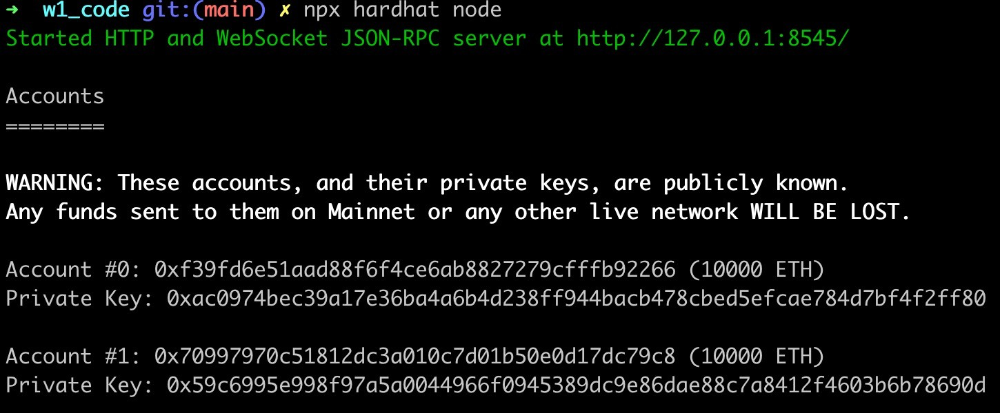 ➜  w1_code git:(main) ✗ npx hardhat node
Started HTTP and WebSocket JSON-RPC server at http://127.0.0.1:8545/
Accounts
========
WARNING: These accounts, and their private keys, are publicly known.
Any funds sent to them on Mainnet or any other live network WILL BE LOST.
Account #0: 0xf39fd6e51aad88f6f4ce6ab8827279cfffb92266 (10000 ETH)
Private Key: 0xac0974bec39a17e36ba4a6b4d238ff944bacb478cbed5efcae784d7bf4f2ff80
Account #1: 0x70997970c51812dc3a010c7d01b50e0d17dc79c8 (10000 ETH)
Private Key: 0x59c6995e998f97a5a0044966f0945389dc9e86dae88c7a8412f4603b6b78690d